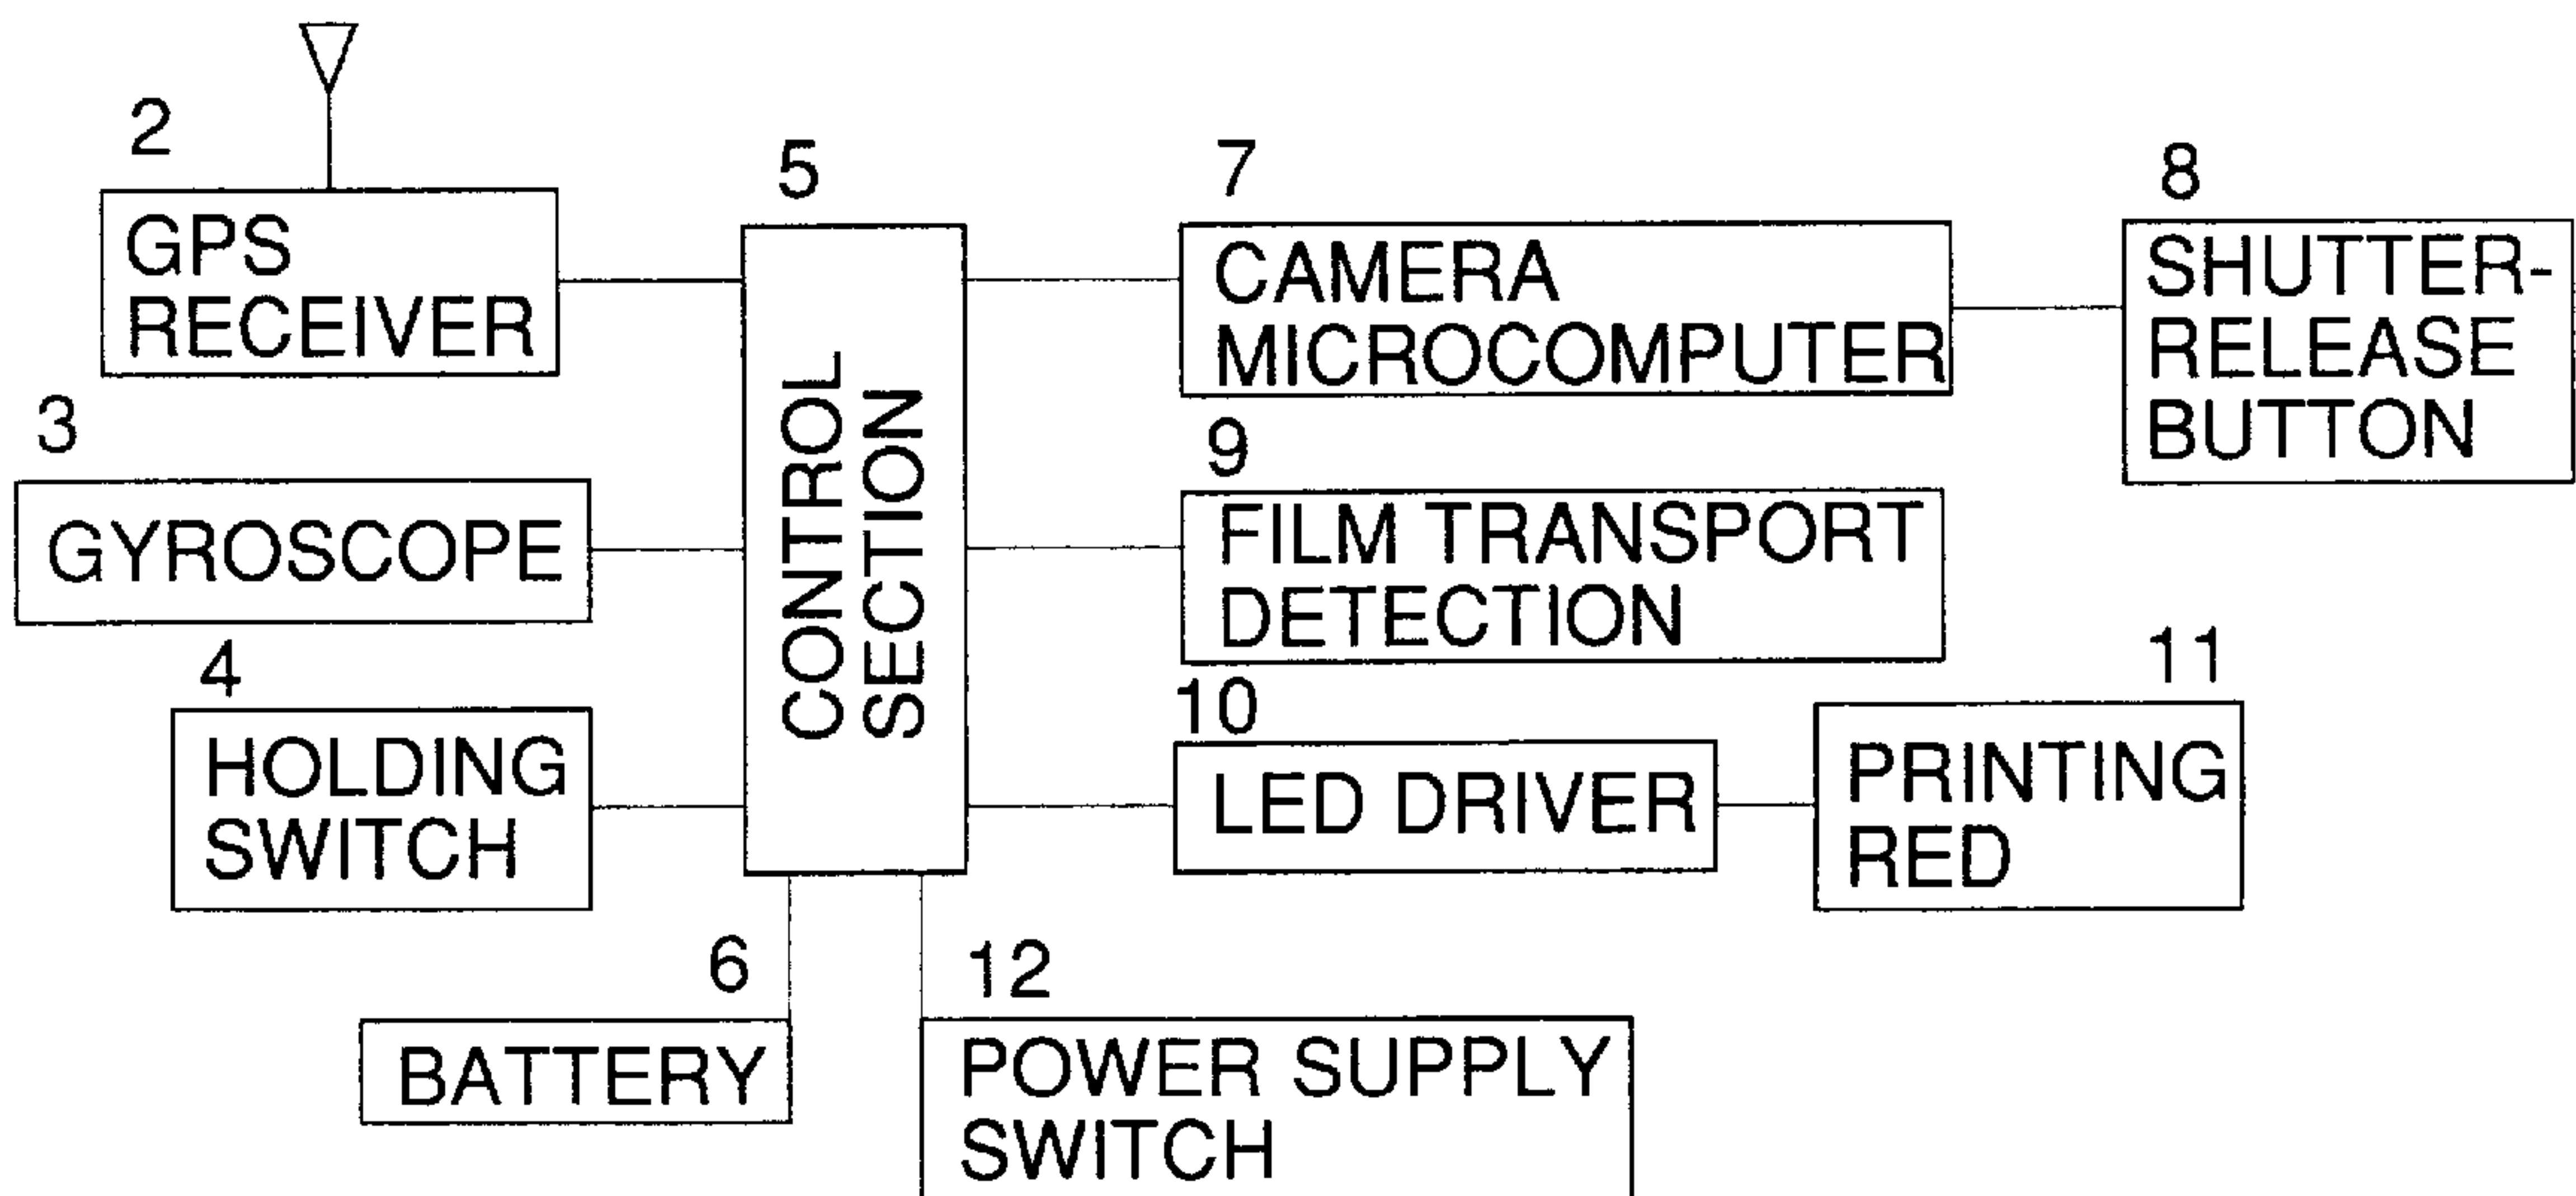 2
GPS
RECEIVER
3
GYROSCOPE
4
HOLDING
SWITCH
5
CONTROL
SECTION
6
BATTERY
12
POWER SUPPLY
SWITCH
7
CAMERA
MICROCOMPUTER
8
SHUTTER-
RELEASE
BUTTON
9
FILM TRANSPORT
DETECTION
10
LED DRIVER
11
PRINTING
RED